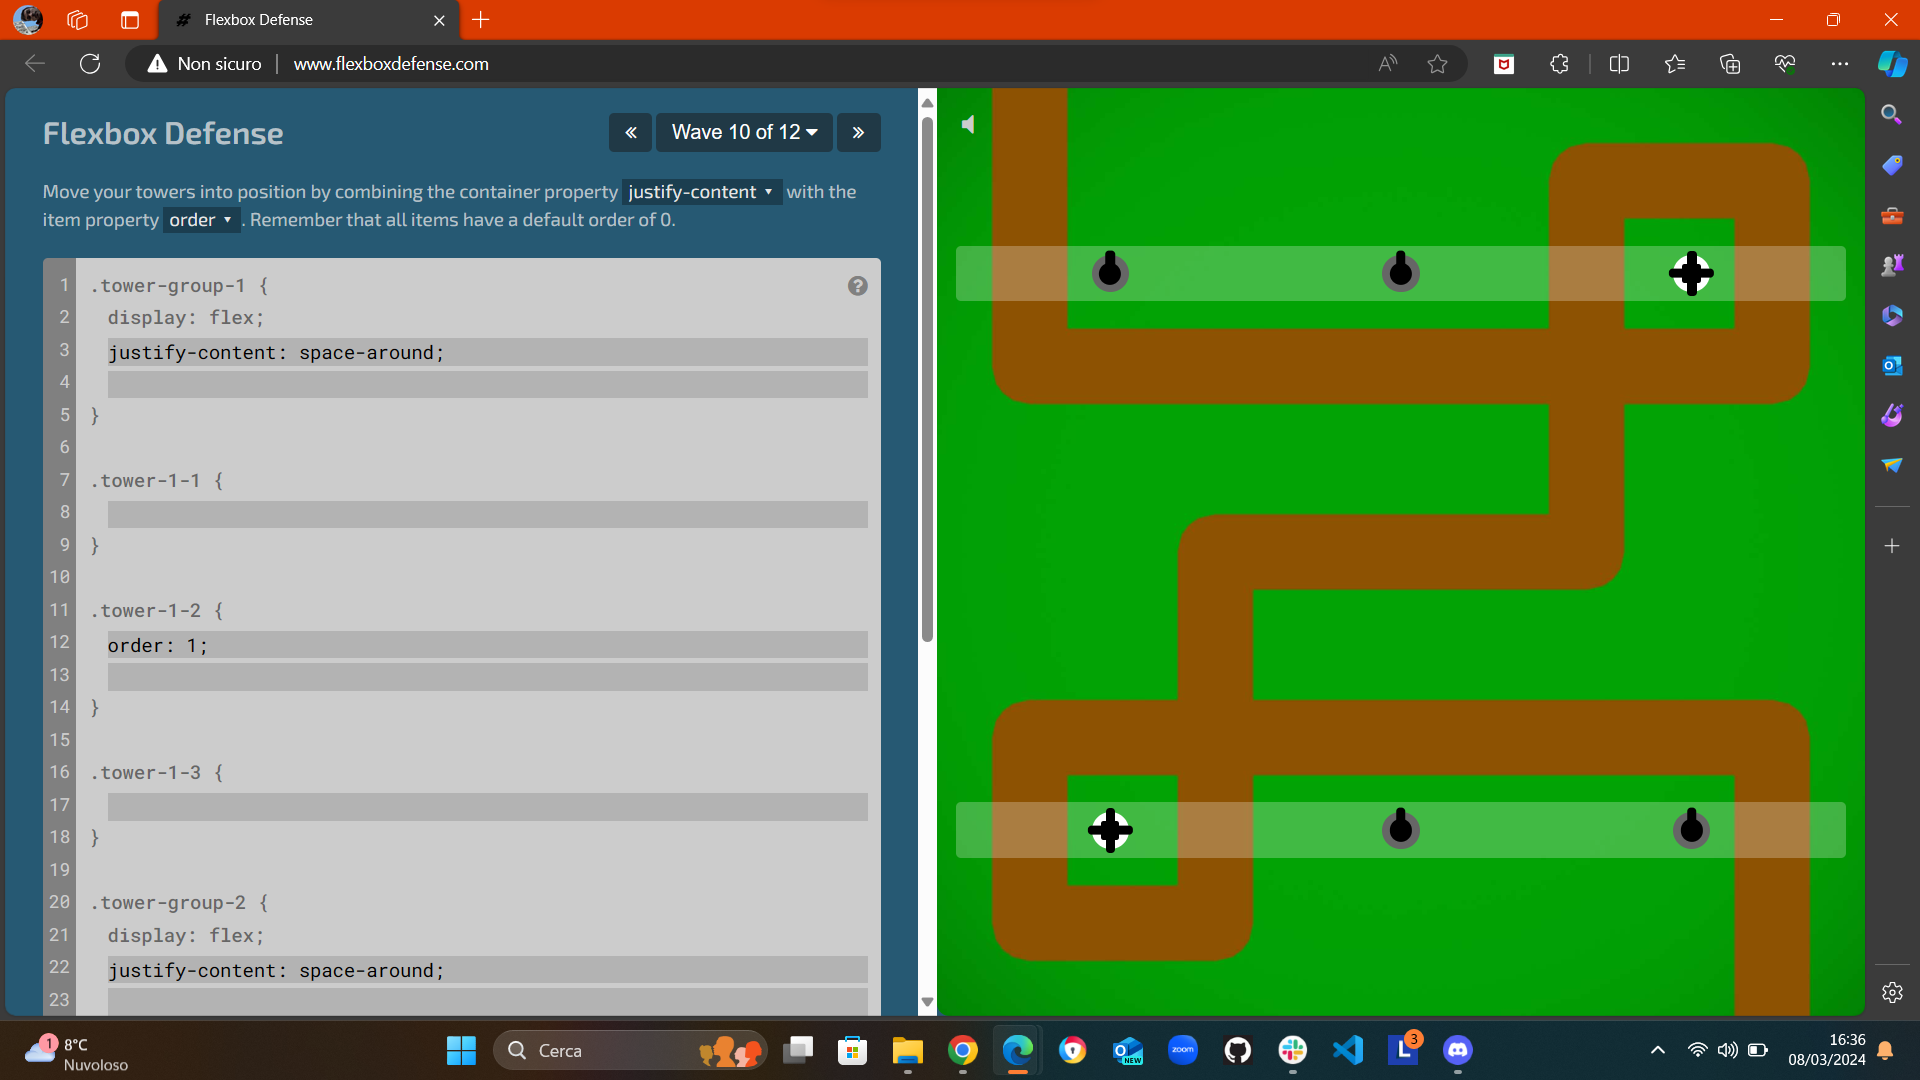 Flexbox Defense
Non sicuro
www.flexboxdefense.com
Flexbox Defense
«
Wave 10 of 12
»
Move your towers into position by combining the container property justify-content with the
item property order . Remember that all items have a default order of 0.
1 .tower-group-1 {
2 display: flex;
3 justify-content: space-around;
4
5 }
6
7 .tower-1-1 {
8
9 }
10
11 .tower-1-2 {
12 order: 1;
13
14 }
15
16 .tower-1-3 {
17
18 }
19
20 .tower-group-2 {
21 display: flex;
22 justify-content: space-around;
23
1
8°C
Nuvoloso
Cerca
NEW
zoom
L
3
16:36
08/03/2024